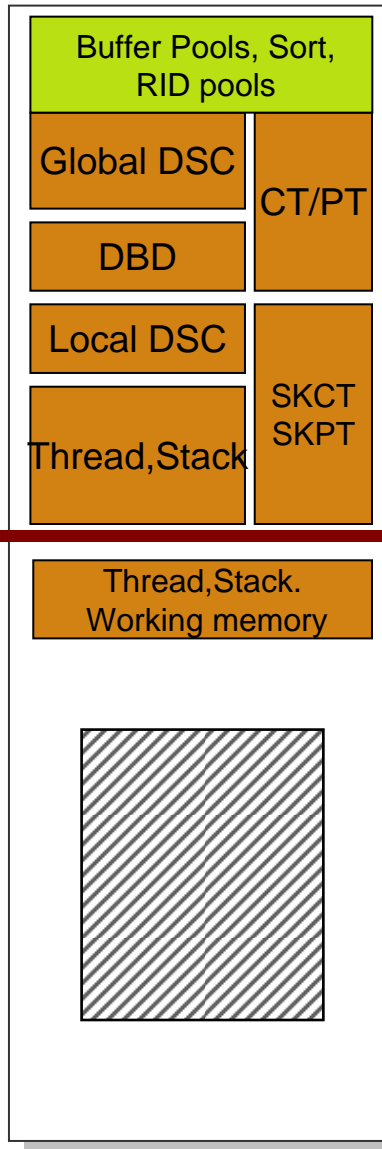 Buffer Pools, Sort,
RID pools
Global DSC
CT/PT
DBD
Local DSC
SKCT
SKPT
Thread,Stack
Thread,Stack.
Working memory